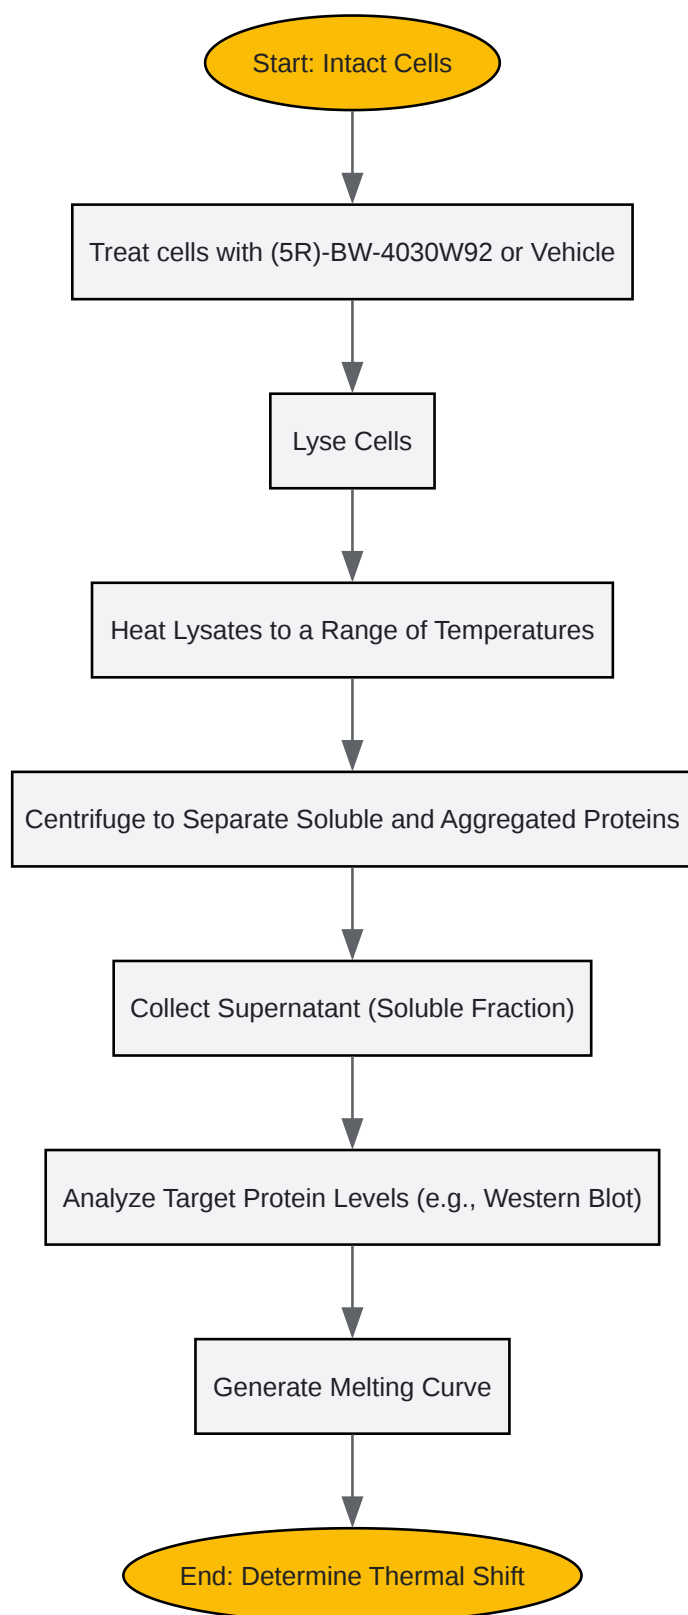 Start: Intact Cells
Treat cells with (5R)-BW-4030W92 or Vehicle
Lyse Cells
Heat Lysates to a Range of Temperatures
Centrifuge to Separate Soluble and Aggregated Proteins
Collect Supernatant (Soluble Fraction)
Analyze Target Protein Levels (e.g., Western Blot)
Generate Melting Curve
End: Determine Thermal Shift